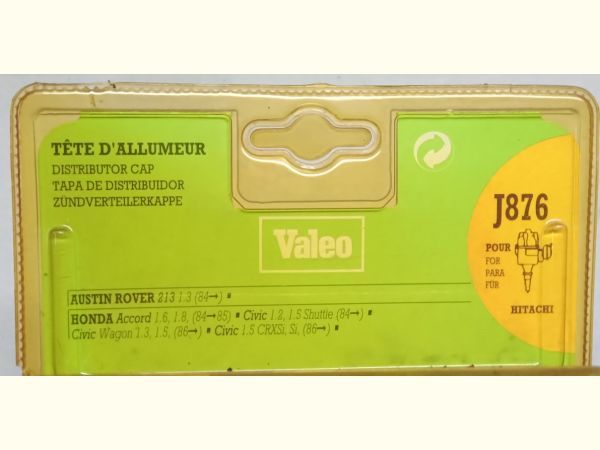 TÊTE D'ALLUMEUR
DISTRIBUTOR CAP
TAPA DE DISTRIBUIDOR
ZÜNDVERTEILERKAPPE
Valeo
J876
POUR
FOR
PARA
FÜR
HITACHI
AUSTIN ROVER 213 1.3 (84→) ▪
HONDA Accord 1.6, 1.8, (84→85) ▪ Civic 1.2, 1.5 Shuttle (84→) ▪
Civic Wagon 1.3, 1.5, (86→) ▪ Civic 1.5 CRXSi, Si, (86→) ▪